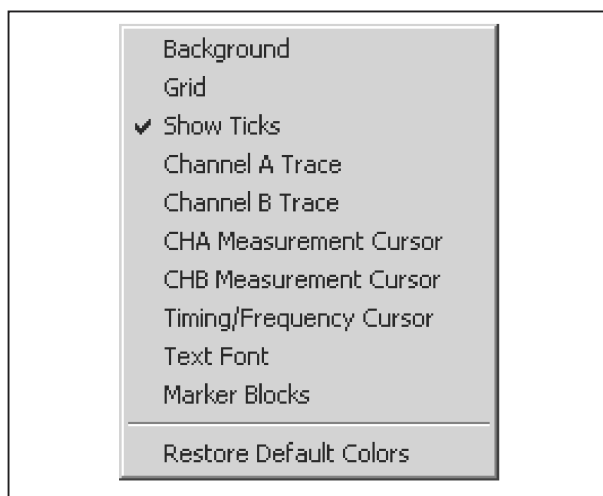 Background
Grid
Show Ticks
Channel A Trace
Channel B Trace
CHA Measurement Cursor
CHB Measurement Cursor
Timing/Frequency Cursor
Text Font
Marker Blocks
Restore Default Colors